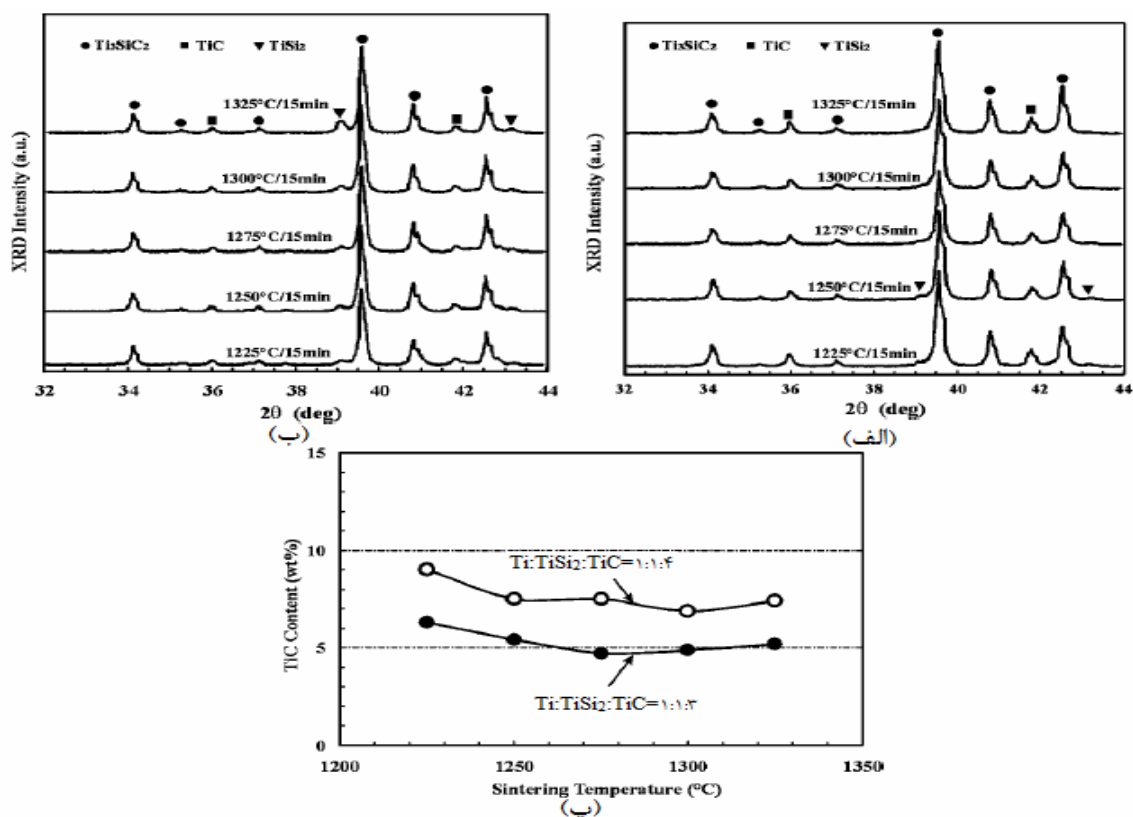 ● Ti₃SiC₂ ■ TiC ▼ TiSi₂
1325°C/15min
1300°C/15min
1275°C/15min
1250°C/15min
1225°C/15min
XRD Intensity (a.u.)
32 34 36 38 40 42 44
2θ (deg)
(ب)
● Ti₃SiC₂ ■ TiC ▼ TiSi₂
1325°C/15min
1300°C/15min
1275°C/15min
1250°C/15min
1225°C/15min
XRD Intensity (a.u.)
32 34 36 38 40 42 44
2θ (deg)
(الف)
15
10
5
0
TiC Content (wt%)
Ti:TiSi₂:TiC=۱:۱:۴
Ti:TiSi₂:TiC=۱:۱:۳
1200 1250 1300 1350
Sintering Temperature (°C)
(پ)